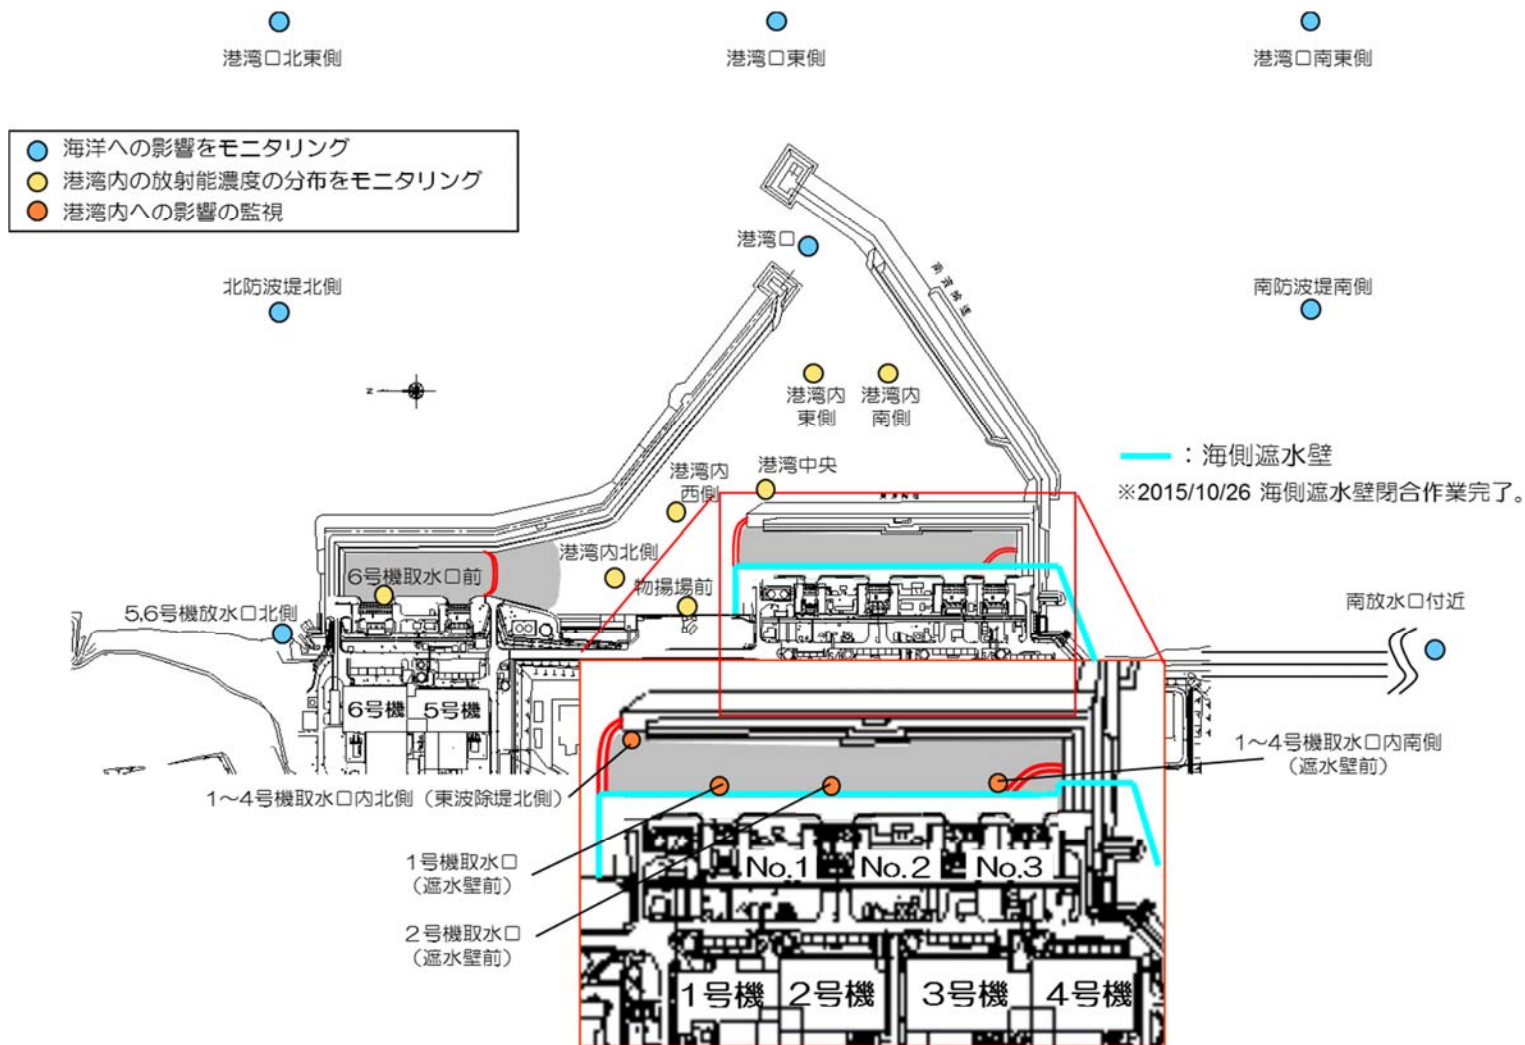 港湾口北東側
港湾口東側
港湾口南東側
海洋への影響をモニタリング
港湾内の放射能濃度の分布をモニタリング
港湾内への影響の監視
港湾口
北防波堤北側
南防波堤南側
N
港湾内
東側
港湾内
南側
：海側遮水壁
※2015/10/26 海側遮水壁閉合作業完了。
港湾内
西側
港湾中央
港湾内北側
6号機取水口前
物揚場前
5,6号機放水口北側
南放水口付近
6号機
5号機
1～4号機取水口内南側
（遮水壁前）
1～4号機取水口内北側（東波除堤北側）
1号機取水口
（遮水壁前）
No.1
No.2
No.3
2号機取水口
（遮水壁前）
1号機
2号機
3号機
4号機